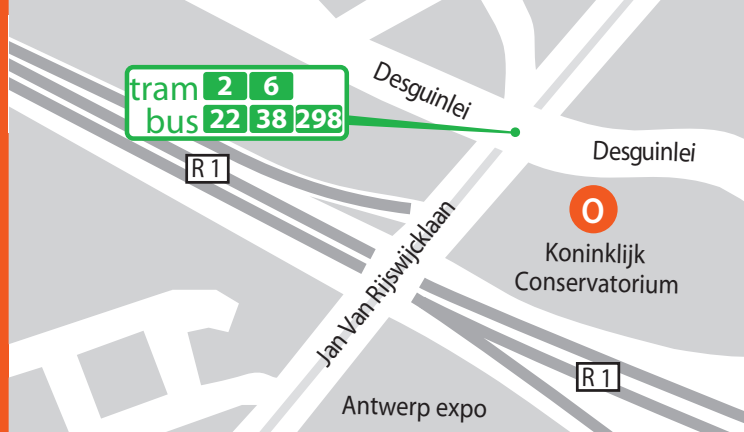 Desguinlei
tram 2 6
bus 22 38 298
Desguinlei
R 1
O
Koninklijk
Conservatorium
Jan Van Rijswijcklaan
R 1
Antwerp expo